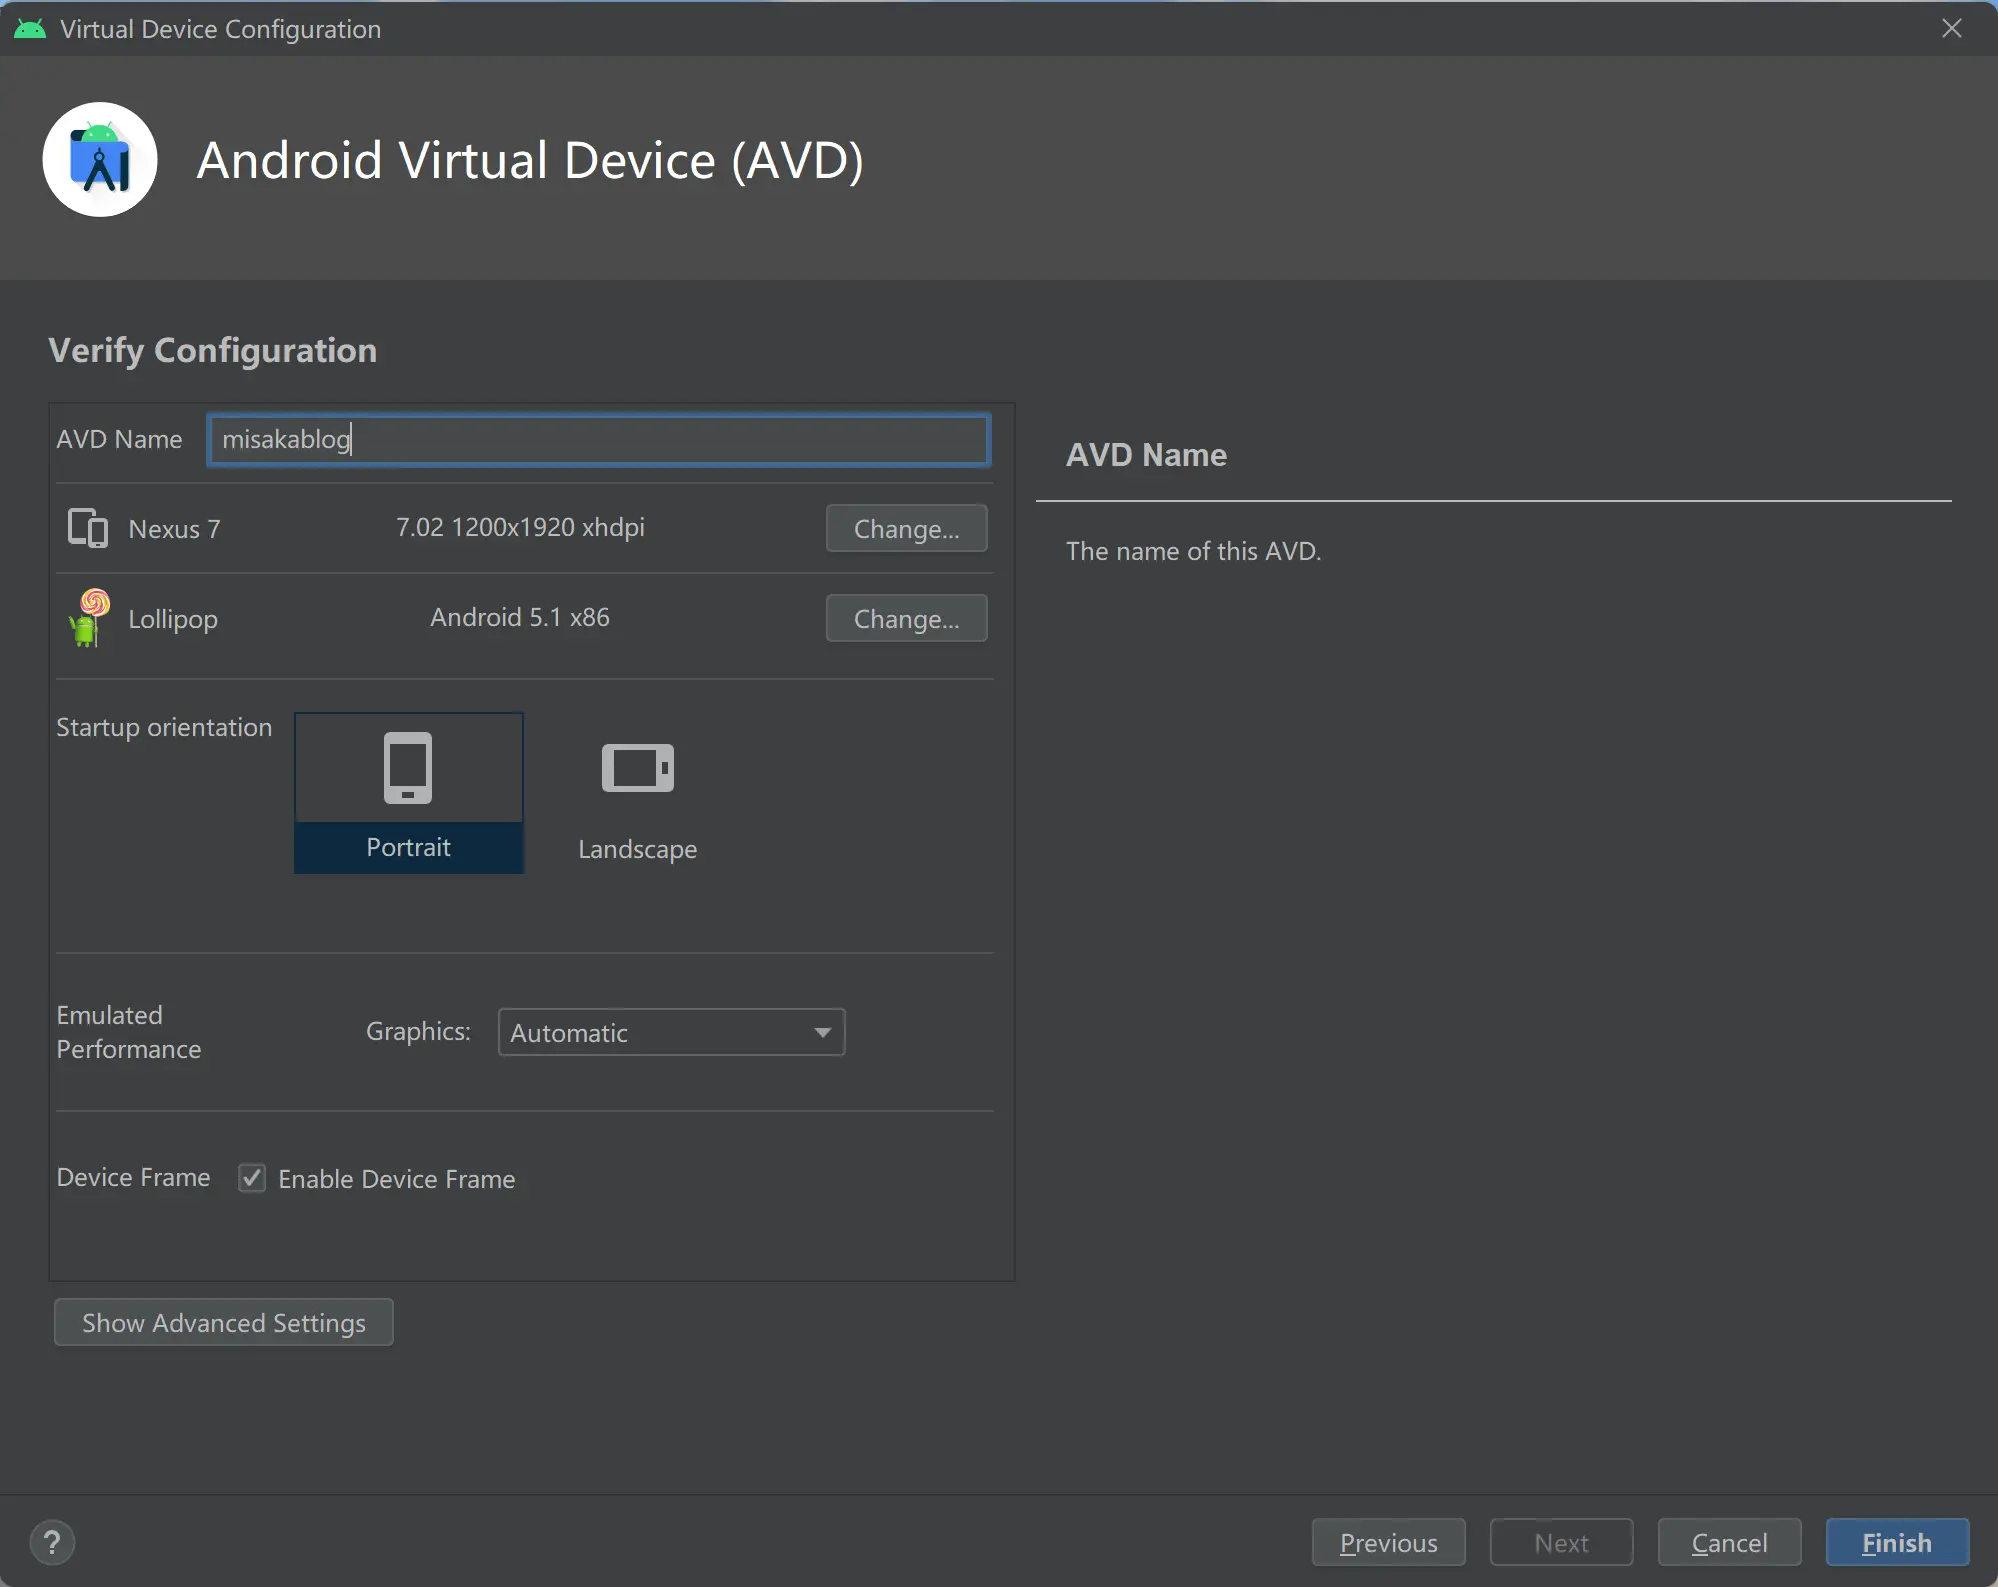 Virtual Device Configuration
Android Virtual Device (AVD)
Verify Configuration
AVD Name misakablog
Nexus 7 7.02 1200x1920 xhdpi Change...
Lollipop Android 5.1 x86 Change...
Startup orientation
Portrait Landscape
Emulated
Performance
Graphics: Automatic
Device Frame Enable Device Frame
Show Advanced Settings
AVD Name
The name of this AVD.
? Previous Next Cancel Finish